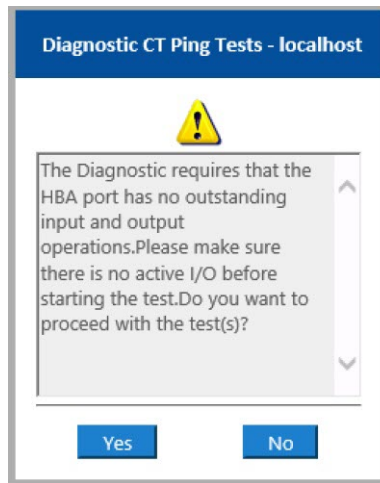 Diagnostic CT Ping Tests - localhost
The Diagnostic requires that the
HBA port has no outstanding
input and output
operations.Please make sure
there is no active I/O before
starting the test.Do you want to
proceed with the test(s)?
Yes No